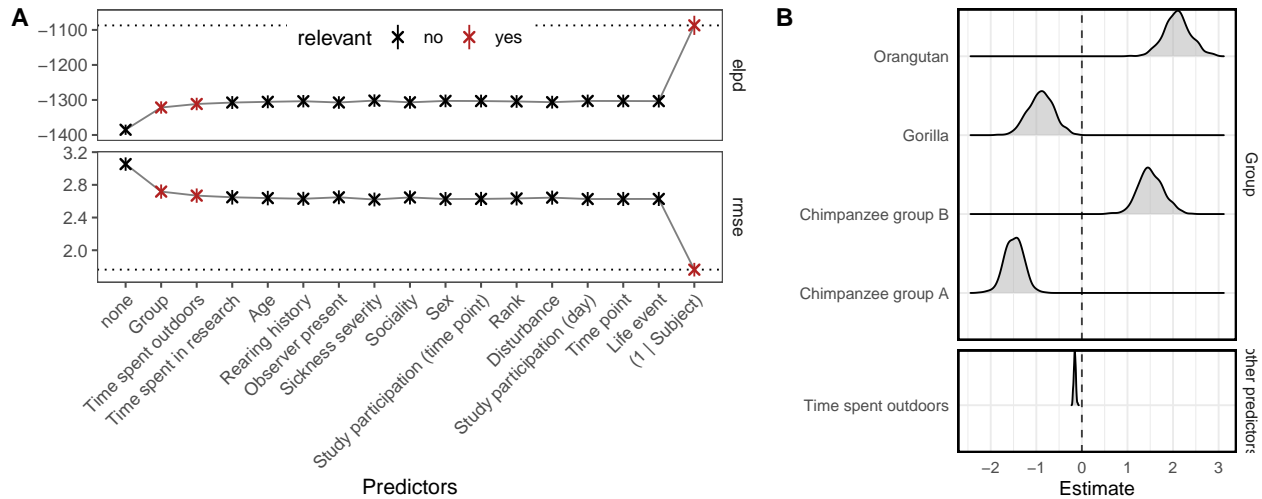 A
relevant no yes
−1100
−1200
−1300
−1400
elpd
3.2
2.8
2.4
2.0
rmse
none
Group
Time spent outdoors
Time spent in research
Age
Rearing history
Observer present
Sickness severity
Sociality
Sex
Study participation (time point)
Rank
Disturbance
Study participation (day)
Time point
Life event
(1 | Subject)
Predictors
B
Orangutan
Gorilla
Chimpanzee group B
Chimpanzee group A
Group
Time spent outdoors
other predictors
−2 −1 0 1 2 3
Estimate